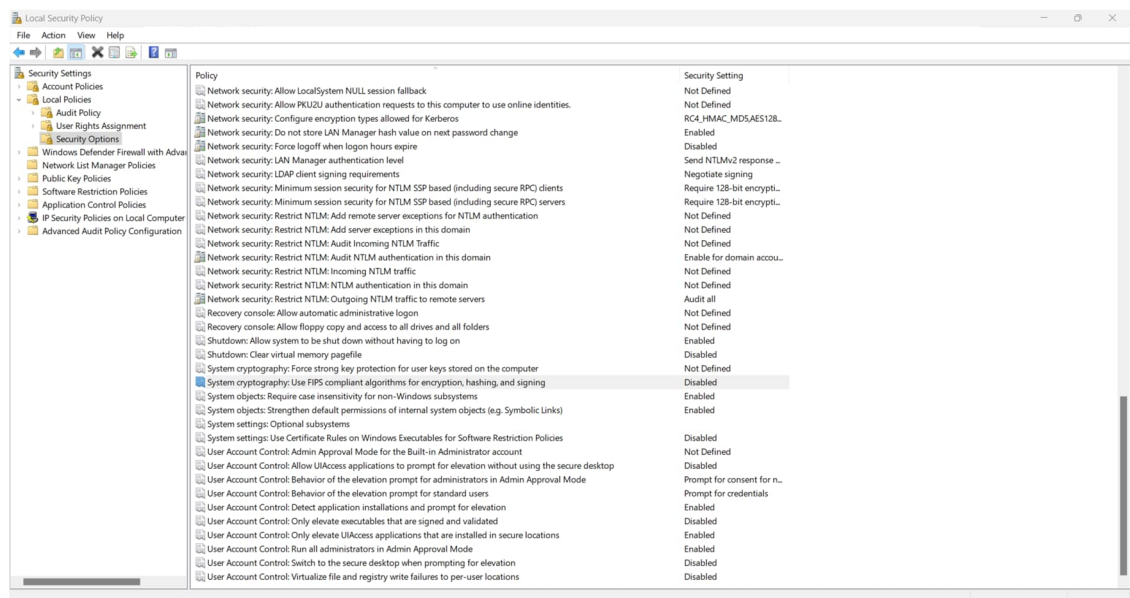 Local Security Policy
File Action View Help
Security Settings
Account Policies
Local Policies
Audit Policy
User Rights Assignment
Security Options
Windows Defender Firewall with Adva
Network List Manager Policies
Public Key Policies
Software Restriction Policies
Application Control Policies
IP Security Policies on Local Computer
Advanced Audit Policy Configuration
Policy Security Setting
Network security: Allow LocalSystem NULL session fallback Not Defined
Network security: Allow PKU2U authentication requests to this computer to use online identities. Not Defined
Network security: Configure encryption types allowed for Kerberos RC4_HMAC_MD5,AES128...
Network security: Do not store LAN Manager hash value on next password change Enabled
Network security: Force logoff when logon hours expire Disabled
Network security: LAN Manager authentication level Send NTLMv2 response ...
Network security: LDAP client signing requirements Negotiate signing
Network security: Minimum session security for NTLM SSP based (including secure RPC) clients Require 128-bit encrypti...
Network security: Minimum session security for NTLM SSP based (including secure RPC) servers Require 128-bit encrypti...
Network security: Restrict NTLM: Add remote server exceptions for NTLM authentication Not Defined
Network security: Restrict NTLM: Add server exceptions in this domain Not Defined
Network security: Restrict NTLM: Audit Incoming NTLM Traffic Not Defined
Network security: Restrict NTLM: Audit NTLM authentication in this domain Enable for domain accou...
Network security: Restrict NTLM: Incoming NTLM traffic Not Defined
Network security: Restrict NTLM: NTLM authentication in this domain Not Defined
Network security: Restrict NTLM: Outgoing NTLM traffic to remote servers Audit all
Recovery console: Allow automatic administrative logon Not Defined
Recovery console: Allow floppy copy and access to all drives and all folders Not Defined
Shutdown: Allow system to be shut down without having to log on Enabled
Shutdown: Clear virtual memory pagefile Disabled
System cryptography: Force strong key protection for user keys stored on the computer Not Defined
System cryptography: Use FIPS compliant algorithms for encryption, hashing, and signing Disabled
System objects: Require case insensitivity for non-Windows subsystems Enabled
System objects: Strengthen default permissions of internal system objects (e.g. Symbolic Links) Enabled
System settings: Optional subsystems
System settings: Use Certificate Rules on Windows Executables for Software Restriction Policies Disabled
User Account Control: Admin Approval Mode for the Built-in Administrator account Not Defined
User Account Control: Allow UIAccess applications to prompt for elevation without using the secure desktop Disabled
User Account Control: Behavior of the elevation prompt for administrators in Admin Approval Mode Prompt for consent for n...
User Account Control: Behavior of the elevation prompt for standard users Prompt for credentials
User Account Control: Detect application installations and prompt for elevation Enabled
User Account Control: Only elevate executables that are signed and validated Disabled
User Account Control: Only elevate UIAccess applications that are installed in secure locations Enabled
User Account Control: Run all administrators in Admin Approval Mode Enabled
User Account Control: Switch to the secure desktop when prompting for elevation Disabled
User Account Control: Virtualize file and registry write failures to per-user locations Disabled